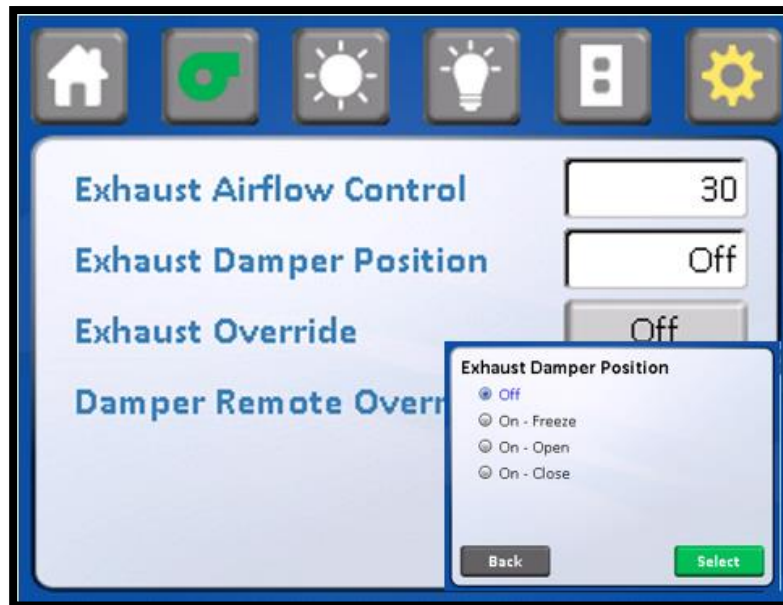 Exhaust Airflow Control 30
Exhaust Damper Position Off
Exhaust Override Off
Damper Remote
Exhaust Damper Position
Off
On - Freeze
On - Open
On - Close
Back Select